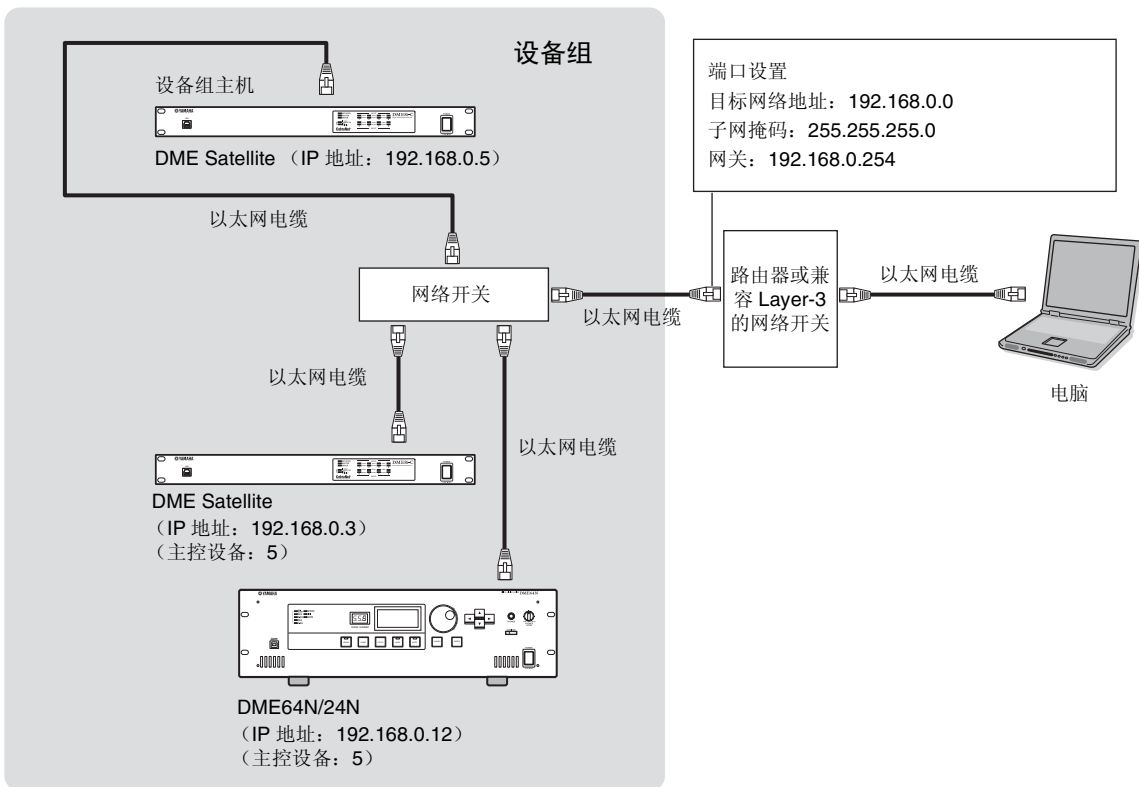 设备组
设备组主机
YAMAHA
DME Satellite （IP 地址：192.168.0.5）
以太网电缆
网络开关
以太网电缆
端口设置
目标网络地址：192.168.0.0
子网掩码：255.255.255.0
网关：192.168.0.254
路由器或兼
容 Layer-3
的网络开关
以太网电缆
电脑
以太网电缆
以太网电缆
YAMAHA
DME Satellite
（IP 地址：192.168.0.3）
（主控设备：5）
YAMAHA
DME64N
DME64N/24N
（IP 地址：192.168.0.12）
（主控设备：5）